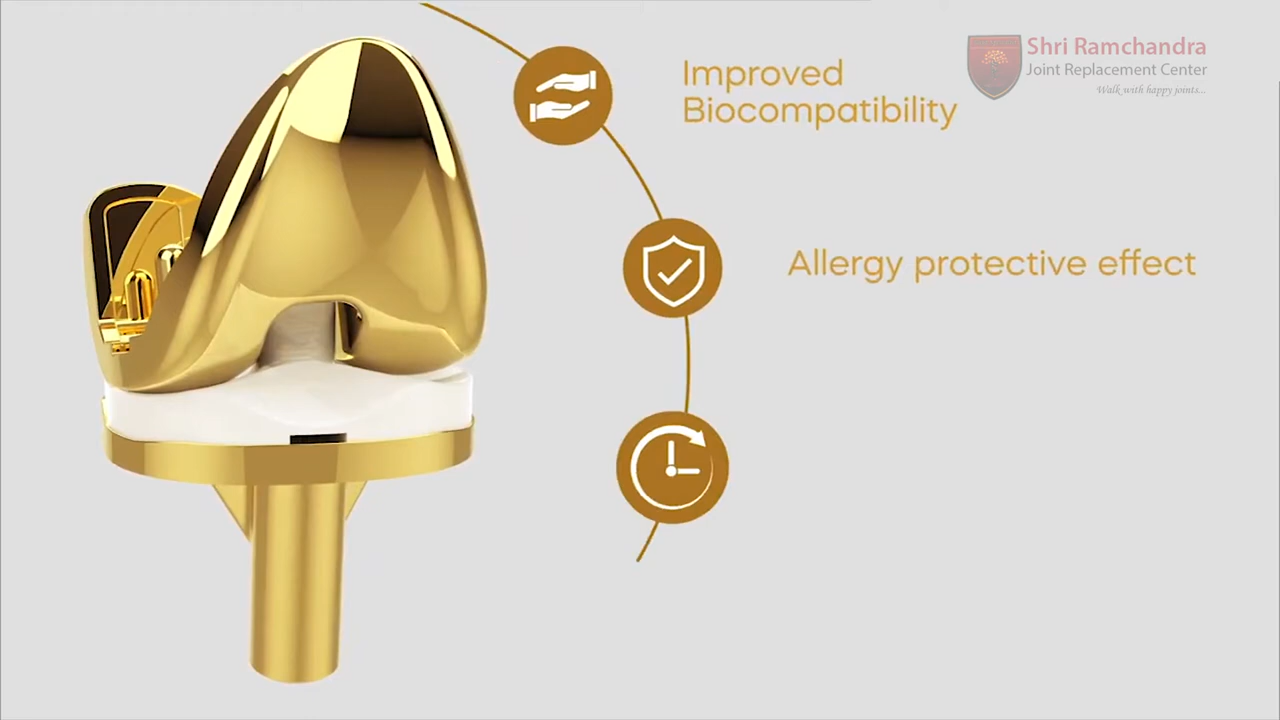 Improved
Biocompatibility
Shri Ramchandra
Joint Replacement Center
Walk with happy joints...
Allergy protective effect